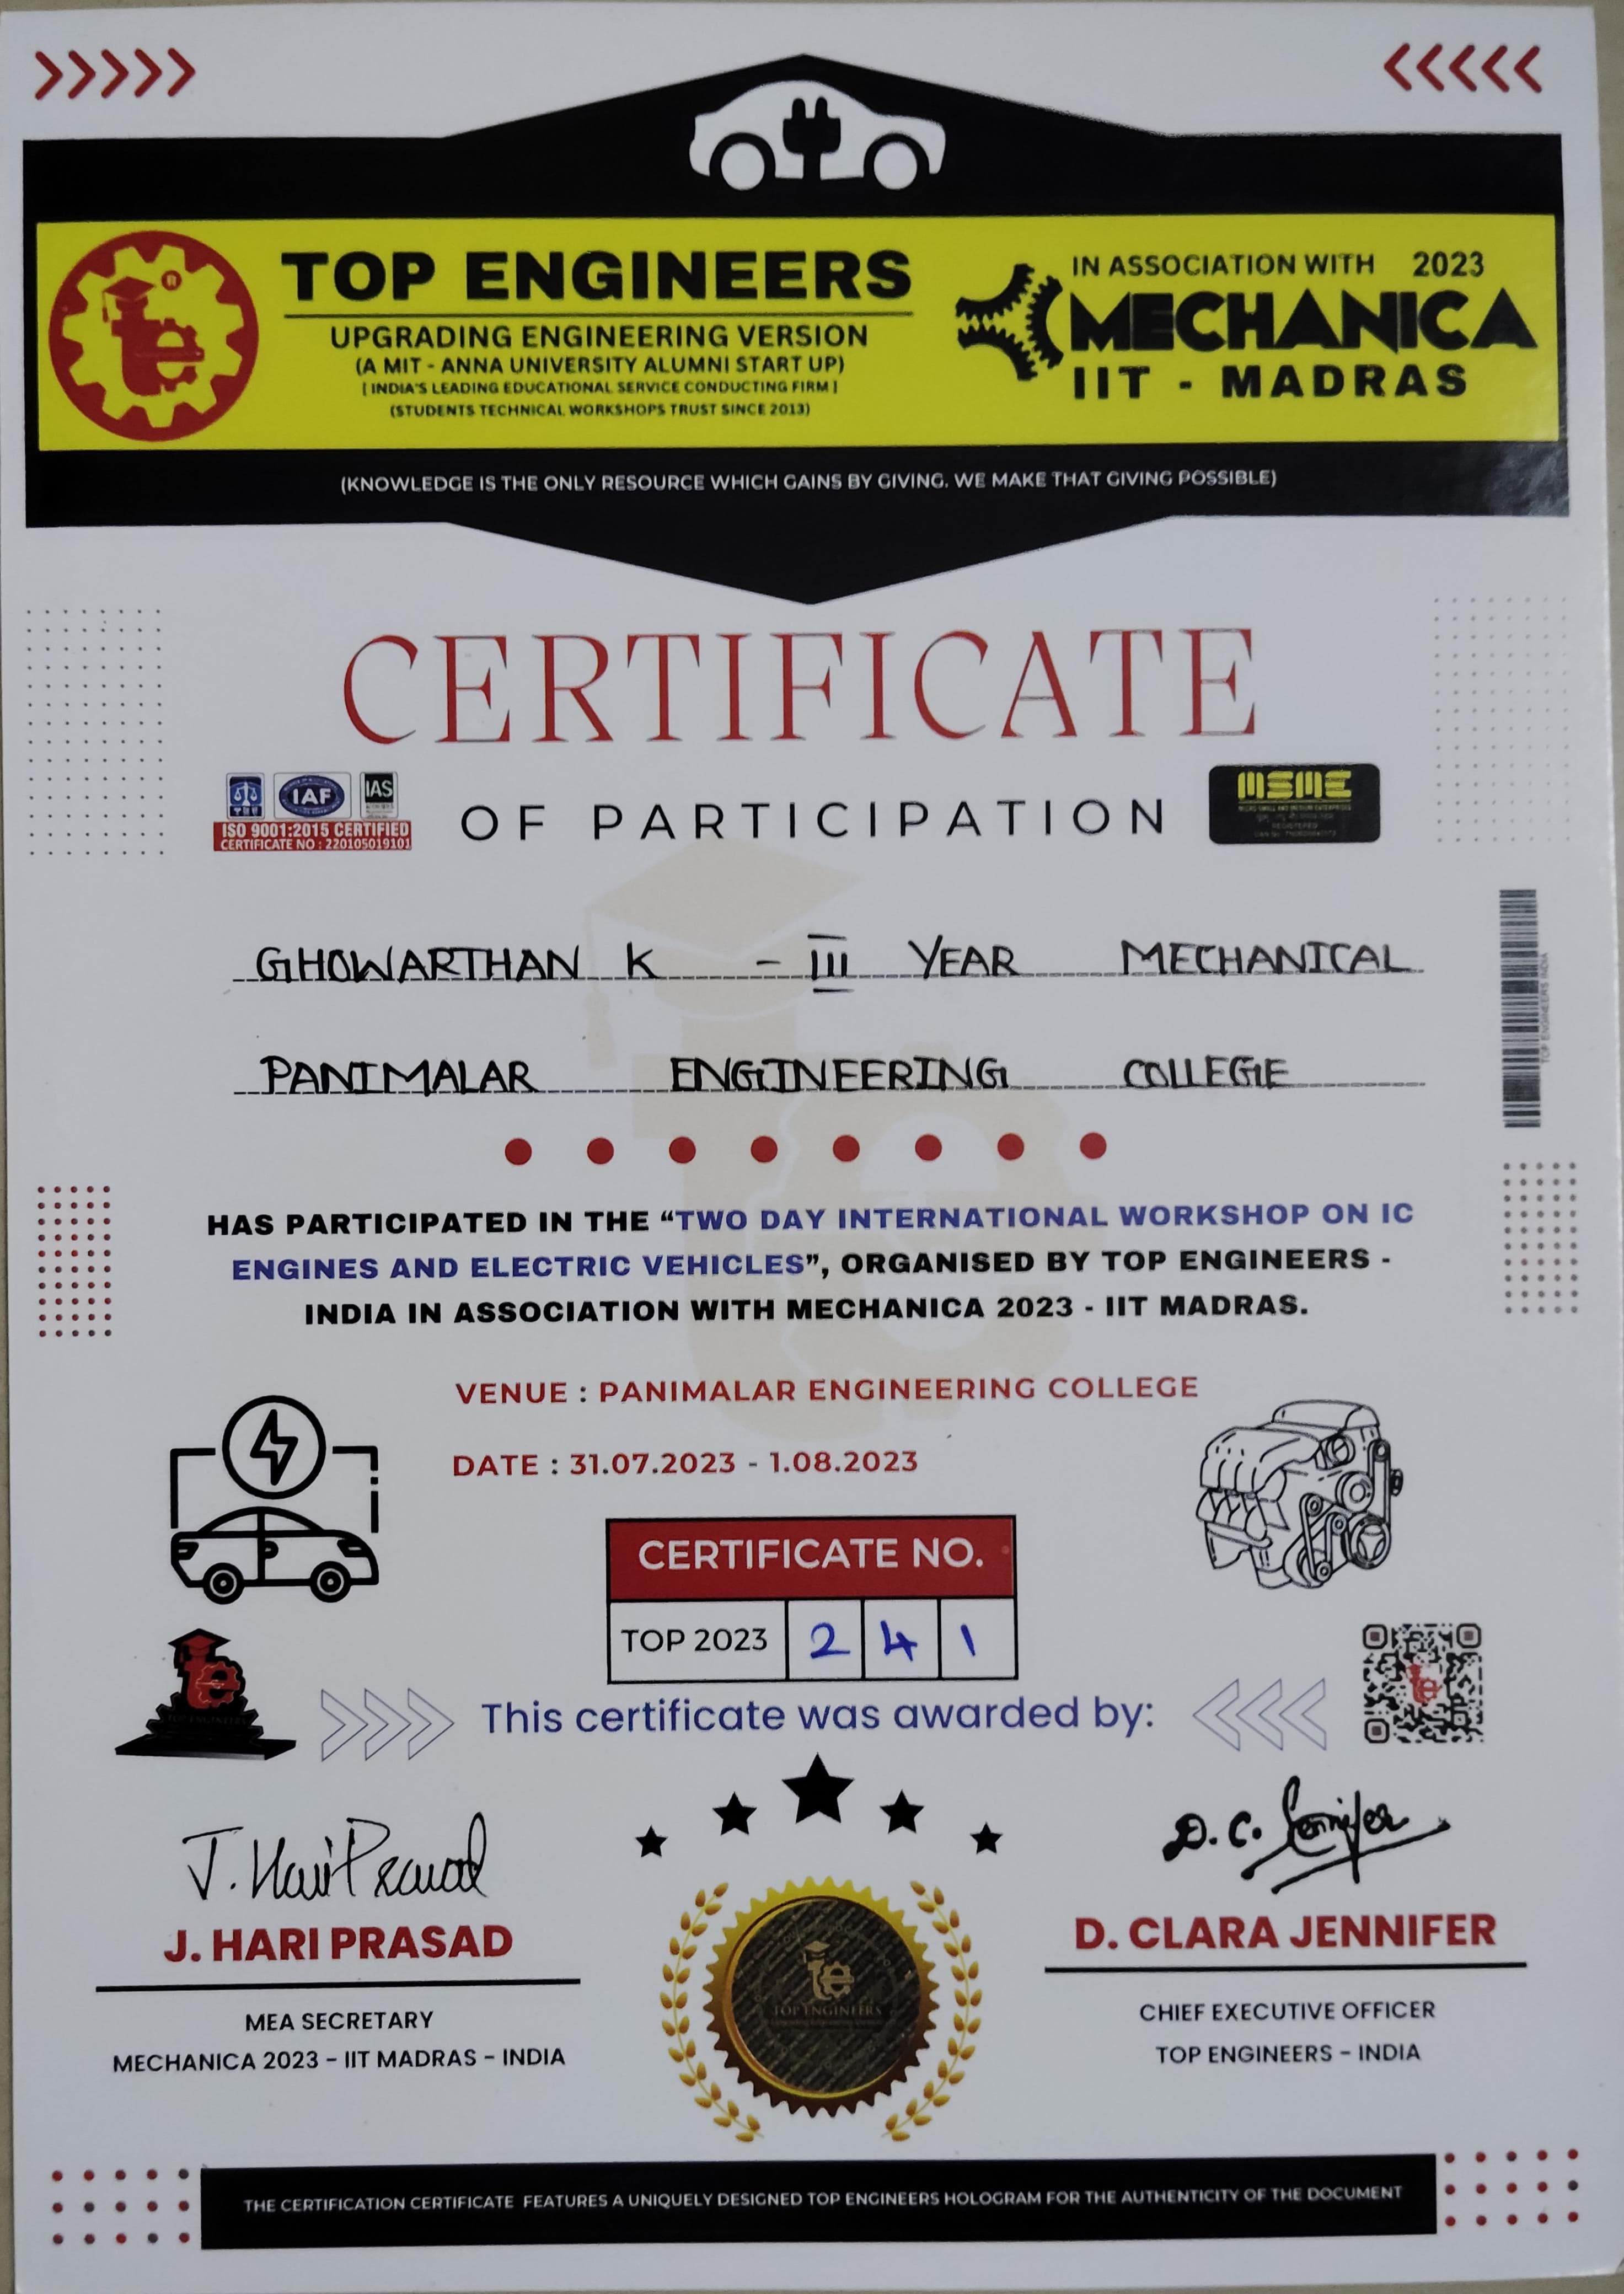 TOP ENGINEERS
UPGRADING ENGINEERING VERSION
(A MIT - ANNA UNIVERSITY ALUMNI START UP)
[ INDIA'S LEADING EDUCATIONAL SERVICE CONDUCTING FIRM ]
(STUDENTS TECHNICAL WORKSHOPS TRUST SINCE 2013)
IN ASSOCIATION WITH 2023
MECHANICA
IIT - MADRAS
(KNOWLEDGE IS THE ONLY RESOURCE WHICH GAINS BY GIVING. WE MAKE THAT GIVING POSSIBLE)
CERTIFICATE
OF PARTICIPATION
IAF
IAS
ISO 9001:2015 CERTIFIED
CERTIFICATE NO : 220105019101
MSME
MICRO SMALL AND MEDIUM ENTERPRISES
GHOWARTHAN K - III YEAR MECHANICAL
PANIMALAR ENGINEERING COLLEGE
TOP ENGINEERS INDIA
HAS PARTICIPATED IN THE “TWO DAY INTERNATIONAL WORKSHOP ON IC
ENGINES AND ELECTRIC VEHICLES”, ORGANISED BY TOP ENGINEERS -
INDIA IN ASSOCIATION WITH MECHANICA 2023 - IIT MADRAS.
VENUE : PANIMALAR ENGINEERING COLLEGE
DATE : 31.07.2023 - 1.08.2023
CERTIFICATE NO.
TOP 2023 2 4 1
This certificate was awarded by:
J. Hari Prasad
D. C. Jennifer
J. HARI PRASAD
MEA SECRETARY
MECHANICA 2023 - IIT MADRAS - INDIA
TOP ENGINEERS
Upgrading Engineering Version
D. CLARA JENNIFER
CHIEF EXECUTIVE OFFICER
TOP ENGINEERS - INDIA
THE CERTIFICATION CERTIFICATE FEATURES A UNIQUELY DESIGNED TOP ENGINEERS HOLOGRAM FOR THE AUTHENTICITY OF THE DOCUMENT